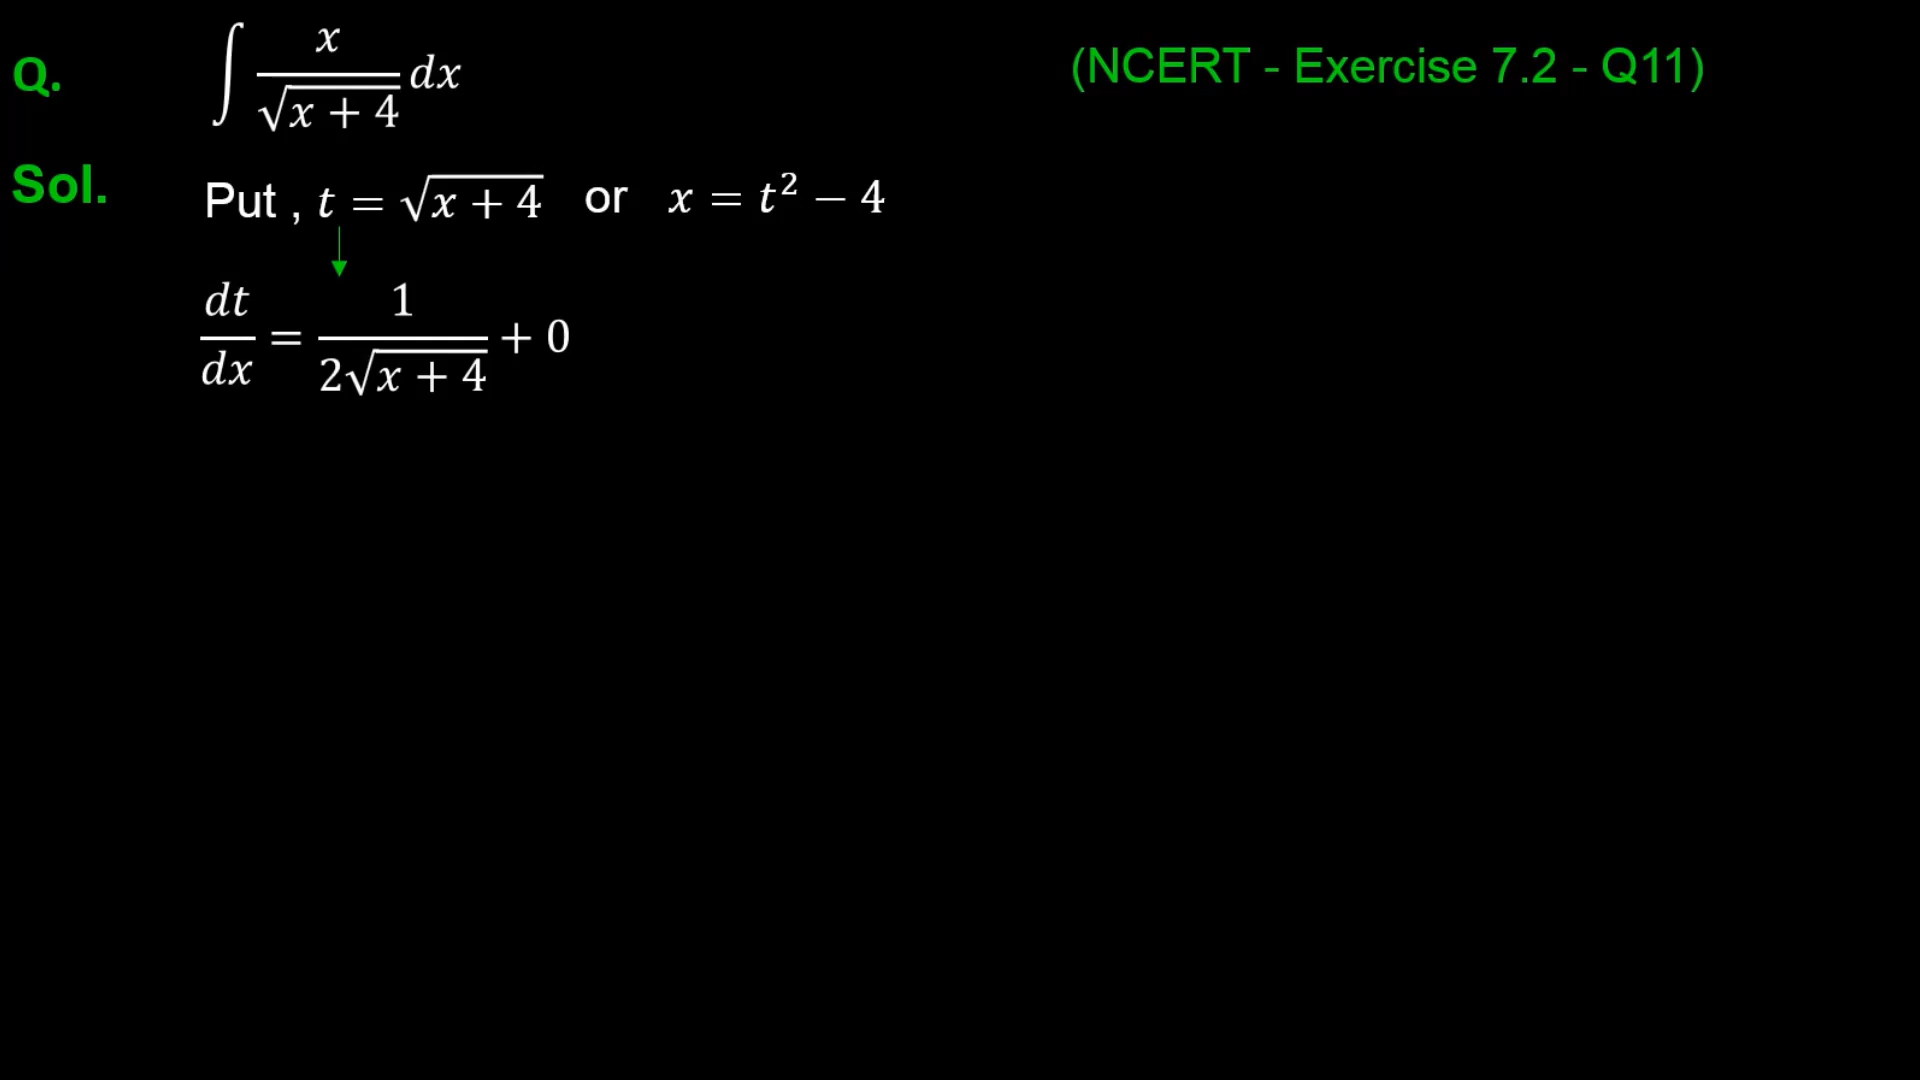 Q. ∫ x/√(x + 4) dx (NCERT - Exercise 7.2 - Q11)
Sol. Put , t = √(x + 4) or x = t² − 4
dt/dx = 1/(2√(x + 4)) + 0